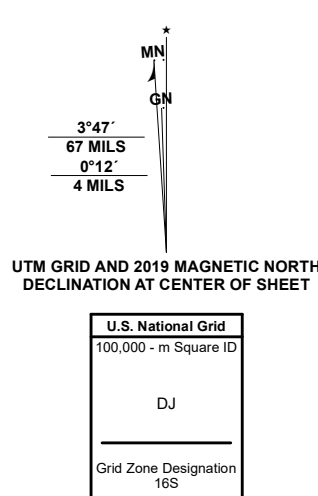 MN
GN
3°47´
67 MILS
0°12´
4 MILS
UTM GRID AND 2019 MAGNETIC NORTH
DECLINATION AT CENTER OF SHEET
U.S. National Grid
100,000 - m Square ID
DJ
Grid Zone Designation
16S